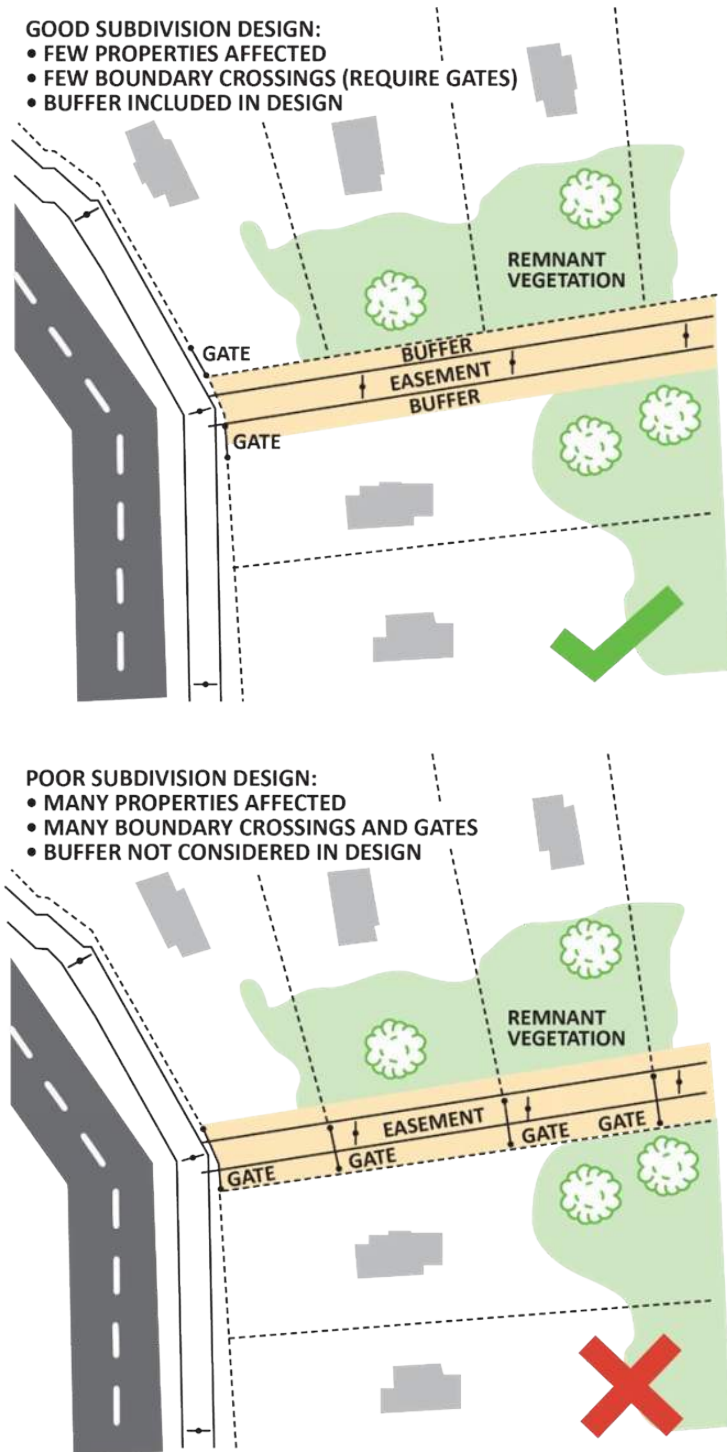 GOOD SUBDIVISION DESIGN:
• FEW PROPERTIES AFFECTED
• FEW BOUNDARY CROSSINGS (REQUIRE GATES)
• BUFFER INCLUDED IN DESIGN
REMNANT
VEGETATION
GATE
BUFFER
EASEMENT
BUFFER
GATE
POOR SUBDIVISION DESIGN:
• MANY PROPERTIES AFFECTED
• MANY BOUNDARY CROSSINGS AND GATES
• BUFFER NOT CONSIDERED IN DESIGN
REMNANT
VEGETATION
EASEMENT
GATE
GATE
GATE
GATE